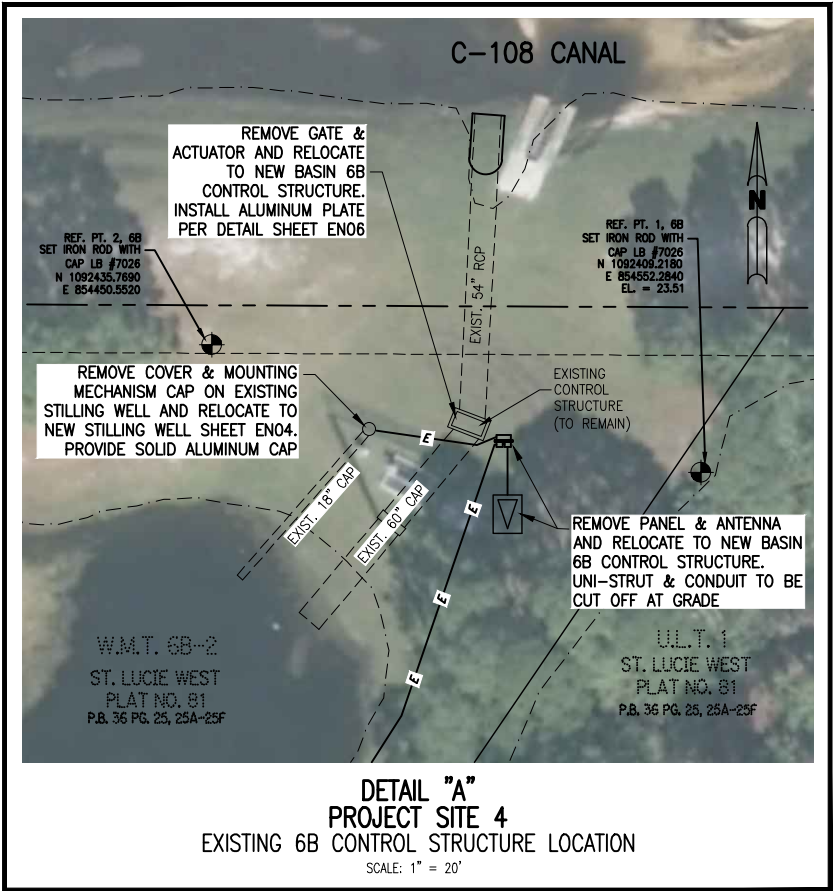 C-108 CANAL
REMOVE GATE &
ACTUATOR AND RELOCATE
TO NEW BASIN 6B
CONTROL STRUCTURE.
INSTALL ALUMINUM PLATE
PER DETAIL SHEET EN06
REF. PT. 2, 6B
SET IRON ROD WITH
CAP LB #7026
N 1092435.7690
E 854450.5520
REF. PT. 1, 6B
SET IRON ROD WITH
CAP LB #7026
N 1092409.2180
E 854552.2840
EL. = 23.51
N
EXIST. 54" RCP
REMOVE COVER & MOUNTING
MECHANISM CAP ON EXISTING
STILLING WELL AND RELOCATE TO
NEW STILLING WELL SHEET EN04.
PROVIDE SOLID ALUMINUM CAP
EXISTING
CONTROL
STRUCTURE
(TO REMAIN)
E
EXIST. 18" CAP
EXIST. 60" CAP
E
E
E
REMOVE PANEL & ANTENNA
AND RELOCATE TO NEW BASIN
6B CONTROL STRUCTURE.
UNI-STRUT & CONDUIT TO BE
CUT OFF AT GRADE
W.M.T. 6B-2
ST. LUCIE WEST
PLAT NO. 81
P.B. 36 PG. 25, 25A-25F
U.L.T. 1
ST. LUCIE WEST
PLAT NO. 81
P.B. 36 PG. 25, 25A-25F
DETAIL "A"
PROJECT SITE 4
EXISTING 6B CONTROL STRUCTURE LOCATION
SCALE: 1" = 20'